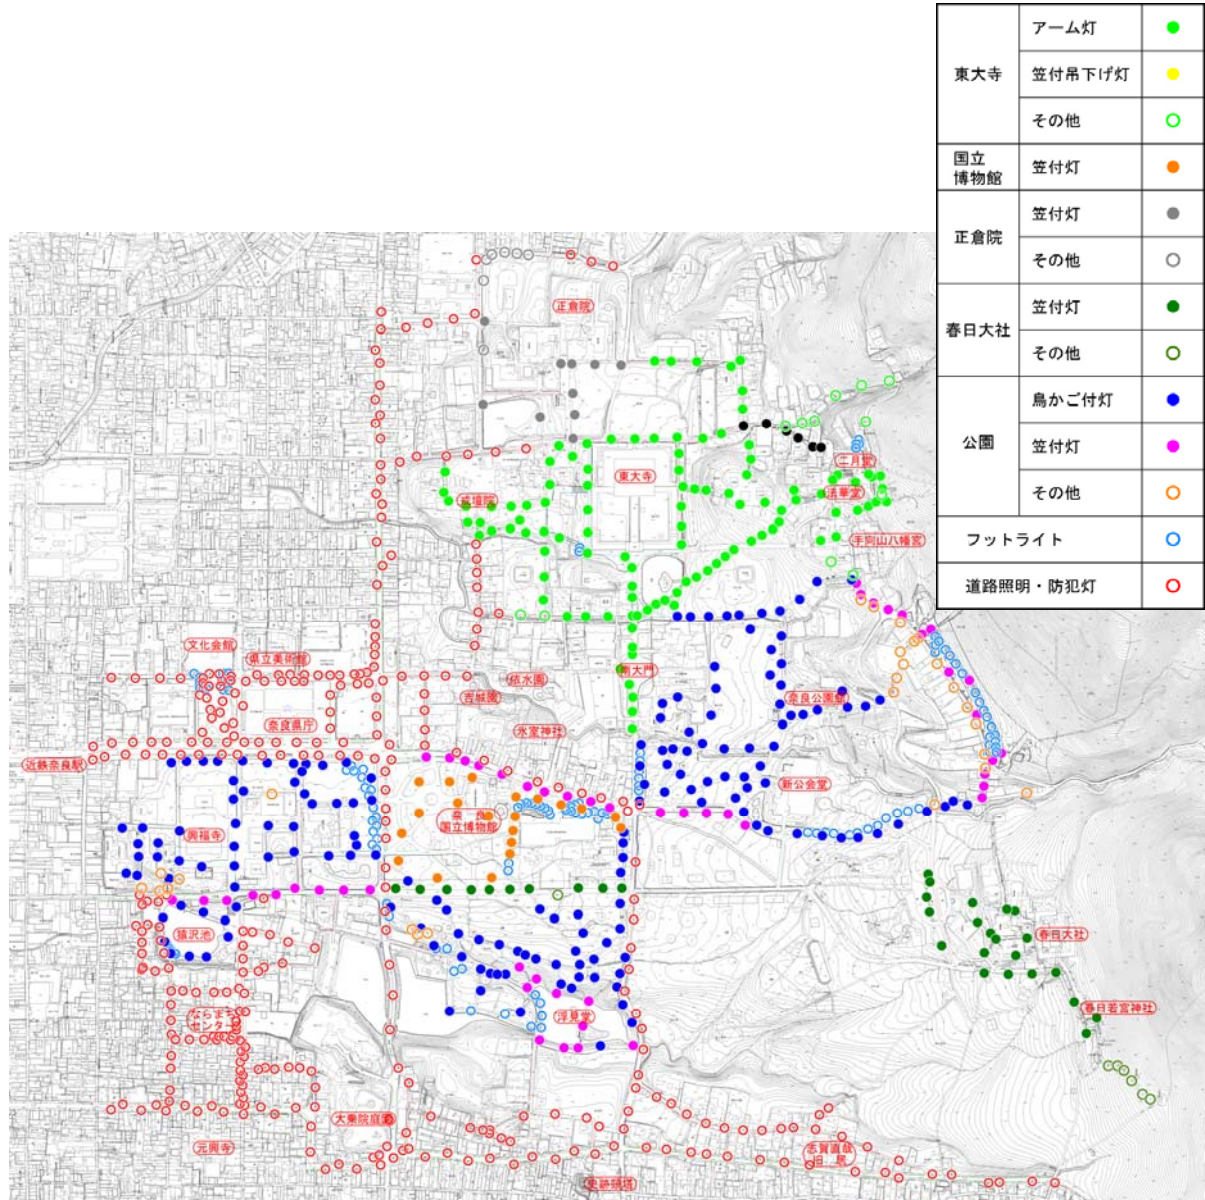 東大寺
アーム灯
笠付吊下げ灯
その他
国立
博物館
笠付灯
正倉院
笠付灯
その他
春日大社
笠付灯
その他
公園
鳥かご付灯
笠付灯
その他
フットライト
道路照明・防犯灯
正倉院
東大寺
二月堂
戒壇院
法華堂
手向山八幡宮
文化会館
県立美術館
依水園
南大門
吉城園
奈良公園館
奈良県庁
氷室神社
近鉄奈良駅
新公会堂
奈良
国立博物館
興福寺
猿沢池
春日大社
ならまち
センター
浮見堂
春日若宮神社
大乗院庭園
元興寺
志賀直哉
旧居
史跡頭塔